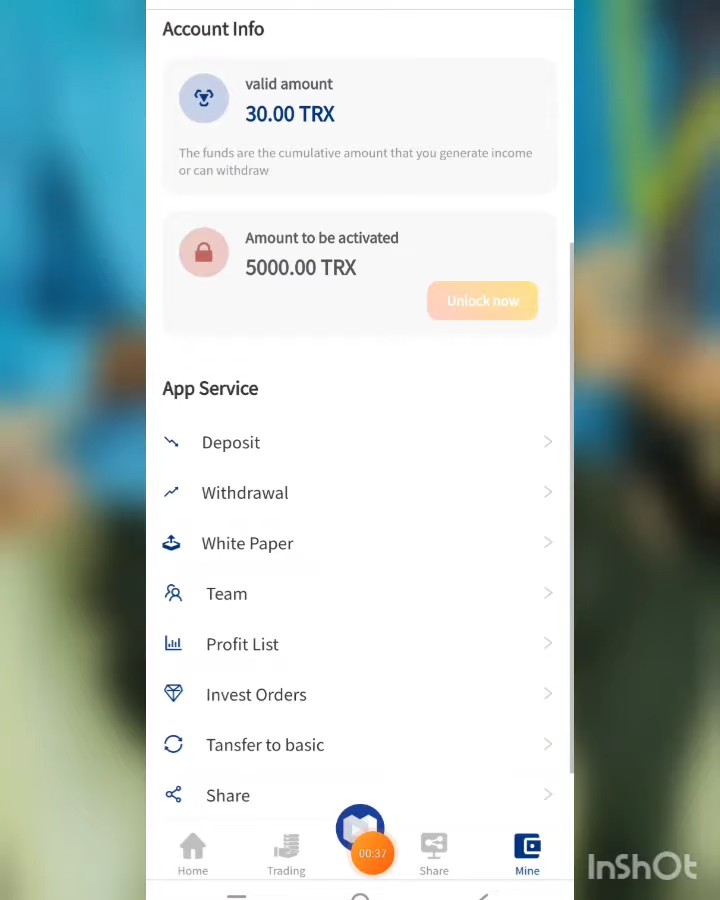 Account Info
valid amount
30.00 TRX
The funds are the cumulative amount that you generate income
or can withdraw
Amount to be activated
5000.00 TRX
Unlock now
App Service
Deposit
Withdrawal
White Paper
Team
Profit List
Invest Orders
Tansfer to basic
Share
00:37
Home
Trading
Share
Mine
InShOt